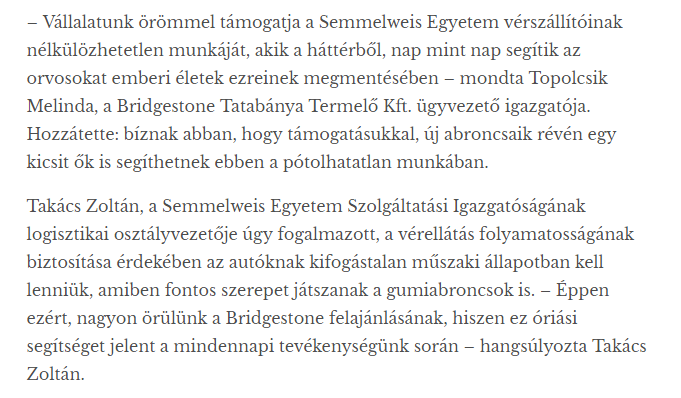 – Vállalatunk örömmel támogatja a Semmelweis Egyetem vérszállítóinak
nélkülözhetetlen munkáját, akik a háttérből, nap mint nap segítik az
orvosokat emberi életek ezreinek megmentésében – mondta Topolcsik
Melinda, a Bridgestone Tatabánya Termelő Kft. ügyvezető igazgatója.
Hozzátette: bíznak abban, hogy támogatásukkal, új abroncsaik révén egy
kicsit ők is segíthetnek ebben a pótolhatatlan munkában.
Takács Zoltán, a Semmelweis Egyetem Szolgáltatási Igazgatóságának
logisztikai osztályvezetője úgy fogalmazott, a vérellátás folyamatosságának
biztosítása érdekében az autóknak kifogástalan műszaki állapotban kell
lenniük, amiben fontos szerepet játszanak a gumiabroncsok is. – Éppen
ezért, nagyon örülünk a Bridgestone felajánlásának, hiszen ez óriási
segítséget jelent a mindennapi tevékenységünk során – hangsúlyozta Takács
Zoltán.